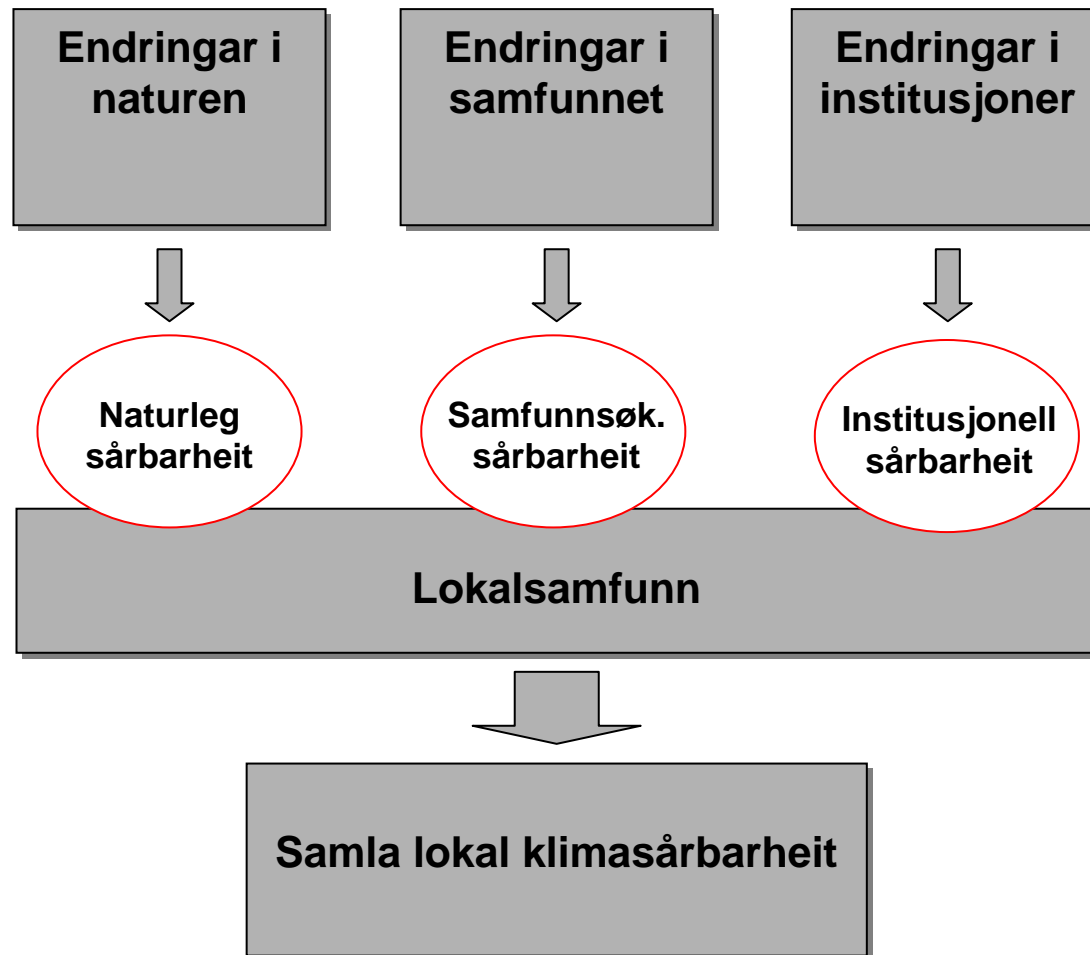 Endringar i
naturen
Endringar i
samfunnet
Endringar i
institusjoner
Naturleg
sårbarheit
Samfunnsøk.
sårbarheit
Institusjonell
sårbarheit
Lokalsamfunn
Samla lokal klimasårbarheit